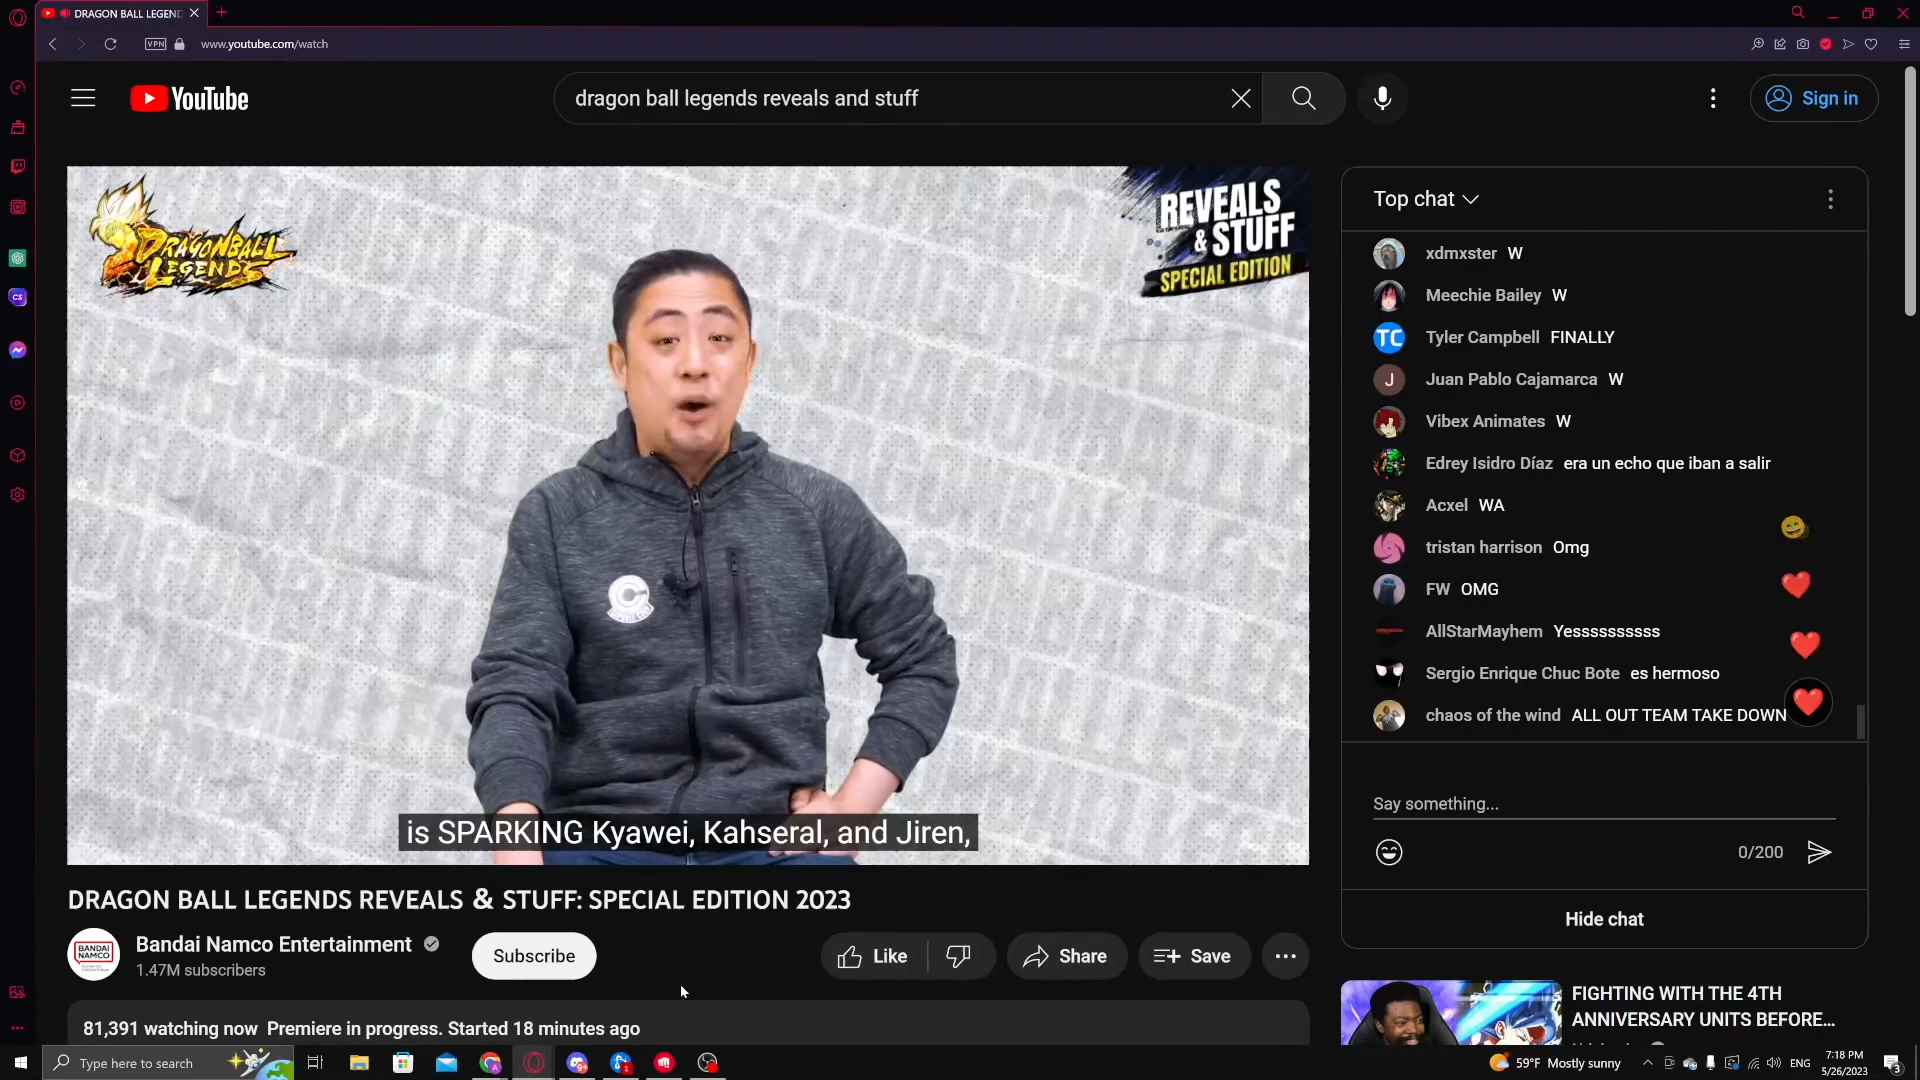 DRAGON BALL LEGEND
VPN
www.youtube.com/watch
YouTube
dragon ball legends reveals and stuff
Sign in
DRAGONBALL
LEGENDS
REVEALS
& STUFF
SPECIAL EDITION
is SPARKING Kyawei, Kahseral, and Jiren,
Top chat
xdmxster W
Meechie Bailey W
TC Tyler Campbell FINALLY
J Juan Pablo Cajamarca W
Vibex Animates W
Edrey Isidro Díaz era un echo que iban a salir
Acxel WA
tristan harrison Omg
FW OMG
AllStarMayhem Yesssssssss
Sergio Enrique Chuc Bote es hermoso
chaos of the wind ALL OUT TEAM TAKE DOWN
Say something...
0/200
Hide chat
DRAGON BALL LEGENDS REVEALS & STUFF: SPECIAL EDITION 2023
BANDAI
NAMCO
Bandai Namco Entertainment
1.47M subscribers
Subscribe
Like
Share
Save
81,391 watching now Premiere in progress. Started 18 minutes ago
FIGHTING WITH THE 4TH
ANNIVERSARY UNITS BEFORE...
Type here to search
59°F Mostly sunny
ENG
7:18 PM
5/26/2023
3